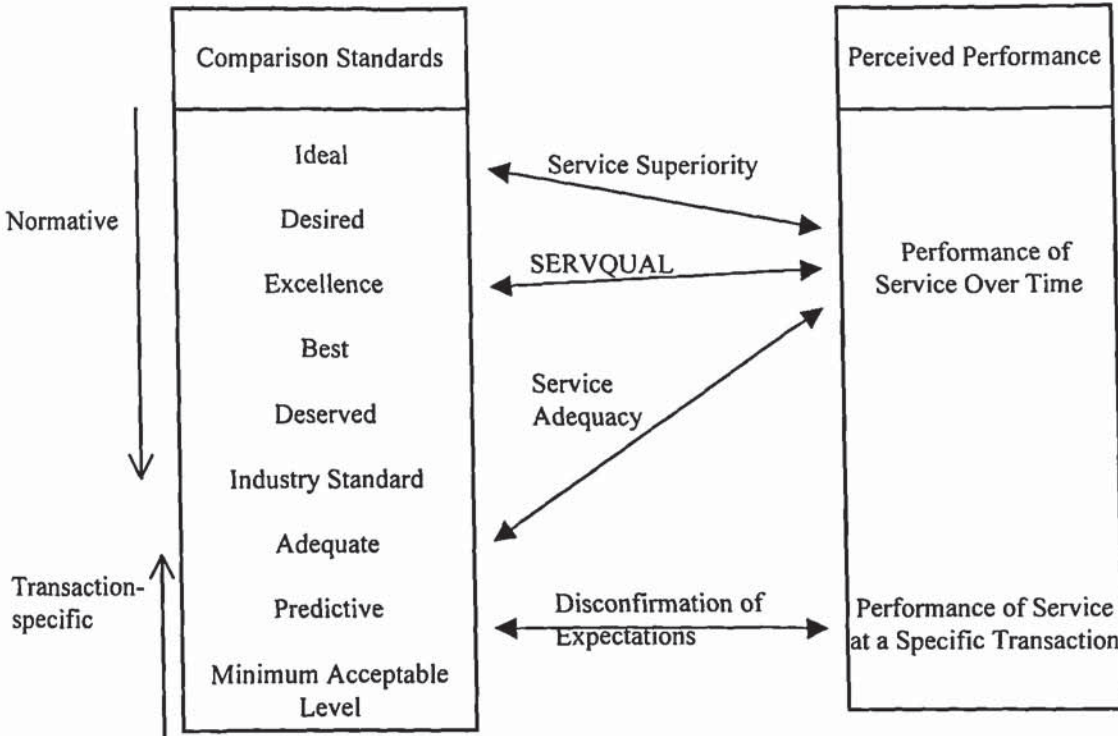 Comparison Standards
Perceived Performance
Normative
Ideal
Desired
Excellence
Best
Deserved
Industry Standard
Adequate
Predictive
Minimum Acceptable
Level
Transaction-
specific
Service Superiority
SERVQUAL
Service
Adequacy
Disconfirmation of
Expectations
Performance of
Service Over Time
Performance of Service
at a Specific Transaction